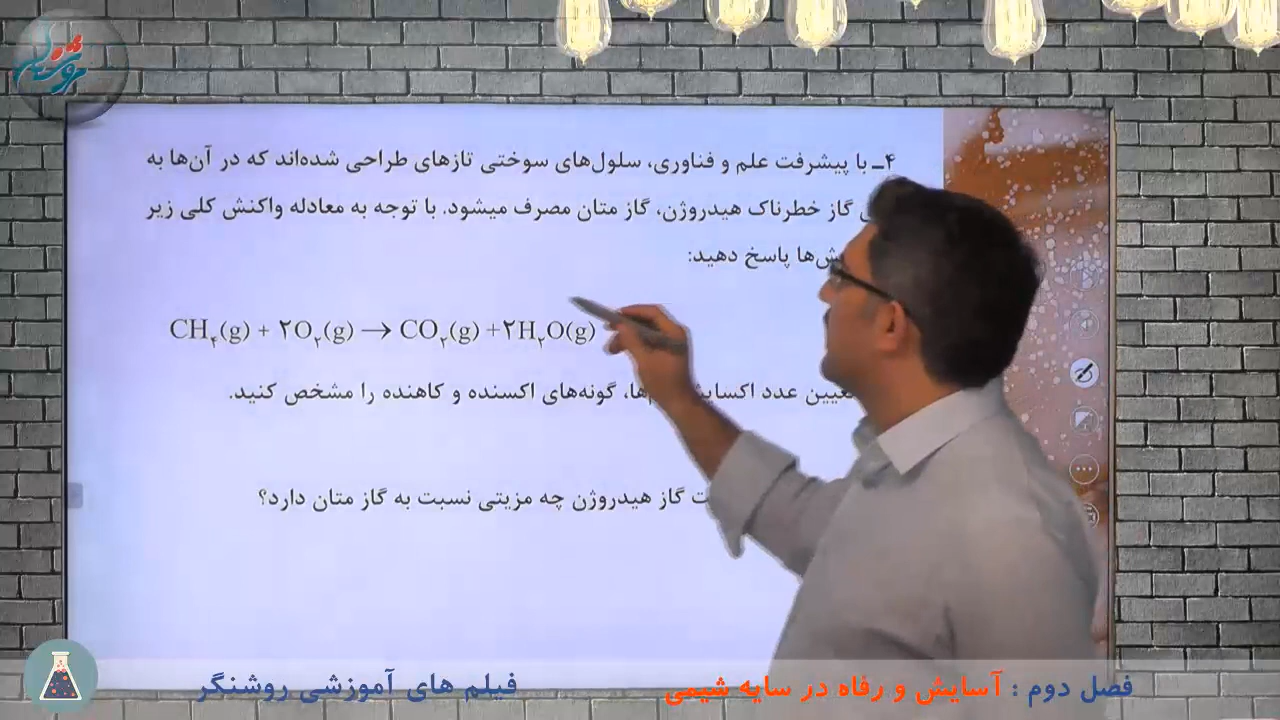 ۴ـ با پیشرفت علم و فناوری، سلول‌های سوختی تازهای طراحی شده‌اند که در آن‌ها به
گاز خطرناک هیدروژن، گاز متان مصرف میشود. با توجه به معادله واکنش کلی زیر
پاسخ دهید:
CH۴(g) + ۲O۲(g) → CO۲(g) +۲H۲O(g)
عدد اکسایش گونه‌های اکسنده و کاهنده را مشخص کنید.
گاز هیدروژن چه مزیتی نسبت به گاز متان دارد؟
فصل دوم : آسایش و رفاه در سایه شیمی
فیلم های آموزشی روشنگر